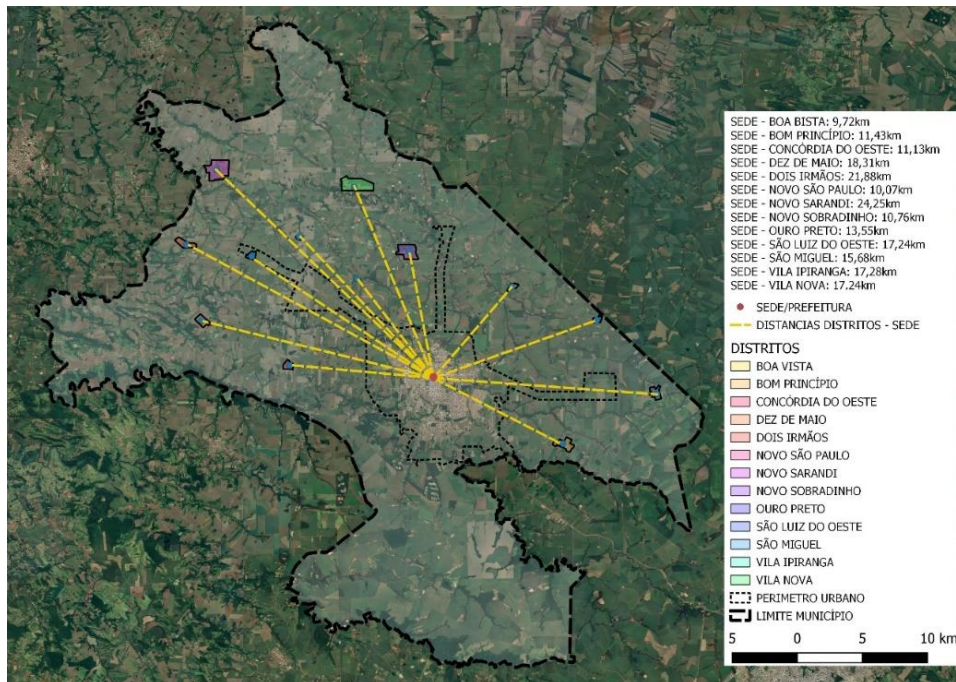 SEDE - BOA BISTA: 9,72km
SEDE - BOM PRINCÍPIO: 11,43km
SEDE - CONCÓRDIA DO OESTE: 11,13km
SEDE - DEZ DE MAIO: 18,31km
SEDE - DOIS IRMÃOS: 21,88km
SEDE - NOVO SÃO PAULO: 10,07km
SEDE - NOVO SARANDI: 24,25km
SEDE - NOVO SOBRADINHO: 10,76km
SEDE - OURO PRETO: 13,55km
SEDE - SÃO LUIZ DO OESTE: 17,24km
SEDE - SÃO MIGUEL: 15,68km
SEDE - VILA IPIRANGA: 17,28km
SEDE - VILA NOVA: 17.24km
SEDE/PREFEITURA
DISTANCIAS DISTRITOS - SEDE
DISTRITOS
BOA VISTA
BOM PRINCÍPIO
CONCÓRDIA DO OESTE
DEZ DE MAIO
DOIS IRMÃOS
NOVO SÃO PAULO
NOVO SARANDI
NOVO SOBRADINHO
OURO PRETO
SÃO LUIZ DO OESTE
SÃO MIGUEL
VILA IPIRANGA
VILA NOVA
PERIMETRO URBANO
LIMITE MUNICÍPIO
5 0 5 10 km